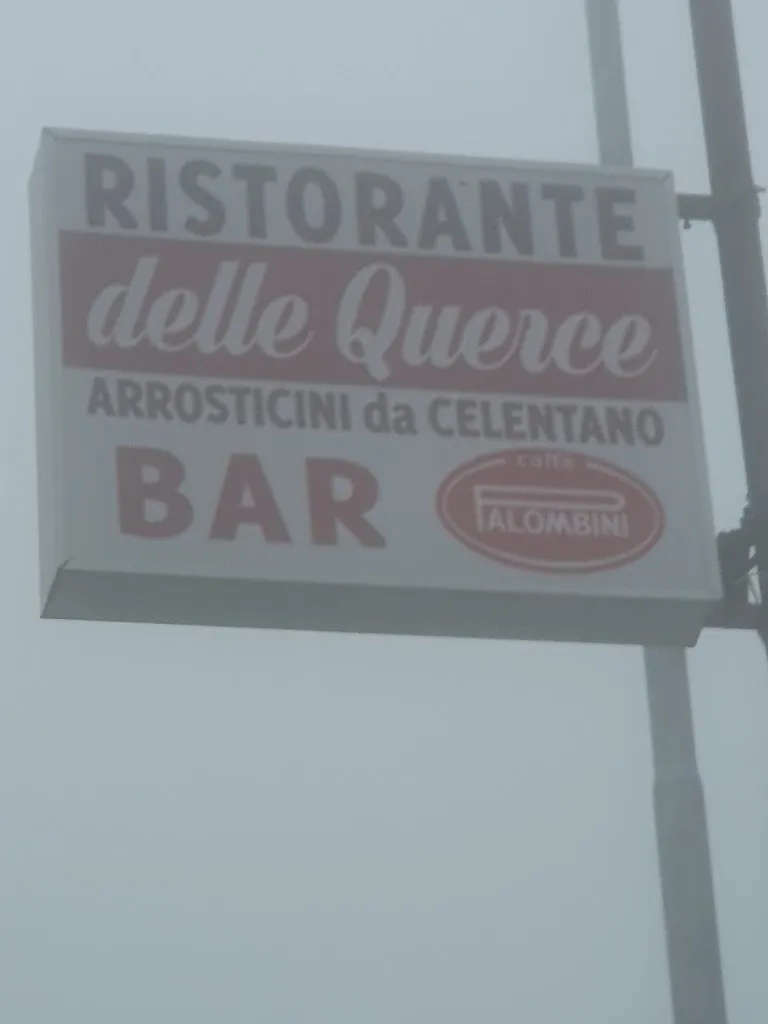 RISTORANTE
delle Querce
ARROSTICINI da CELENTANO
BAR
caffè
PALOMBINI